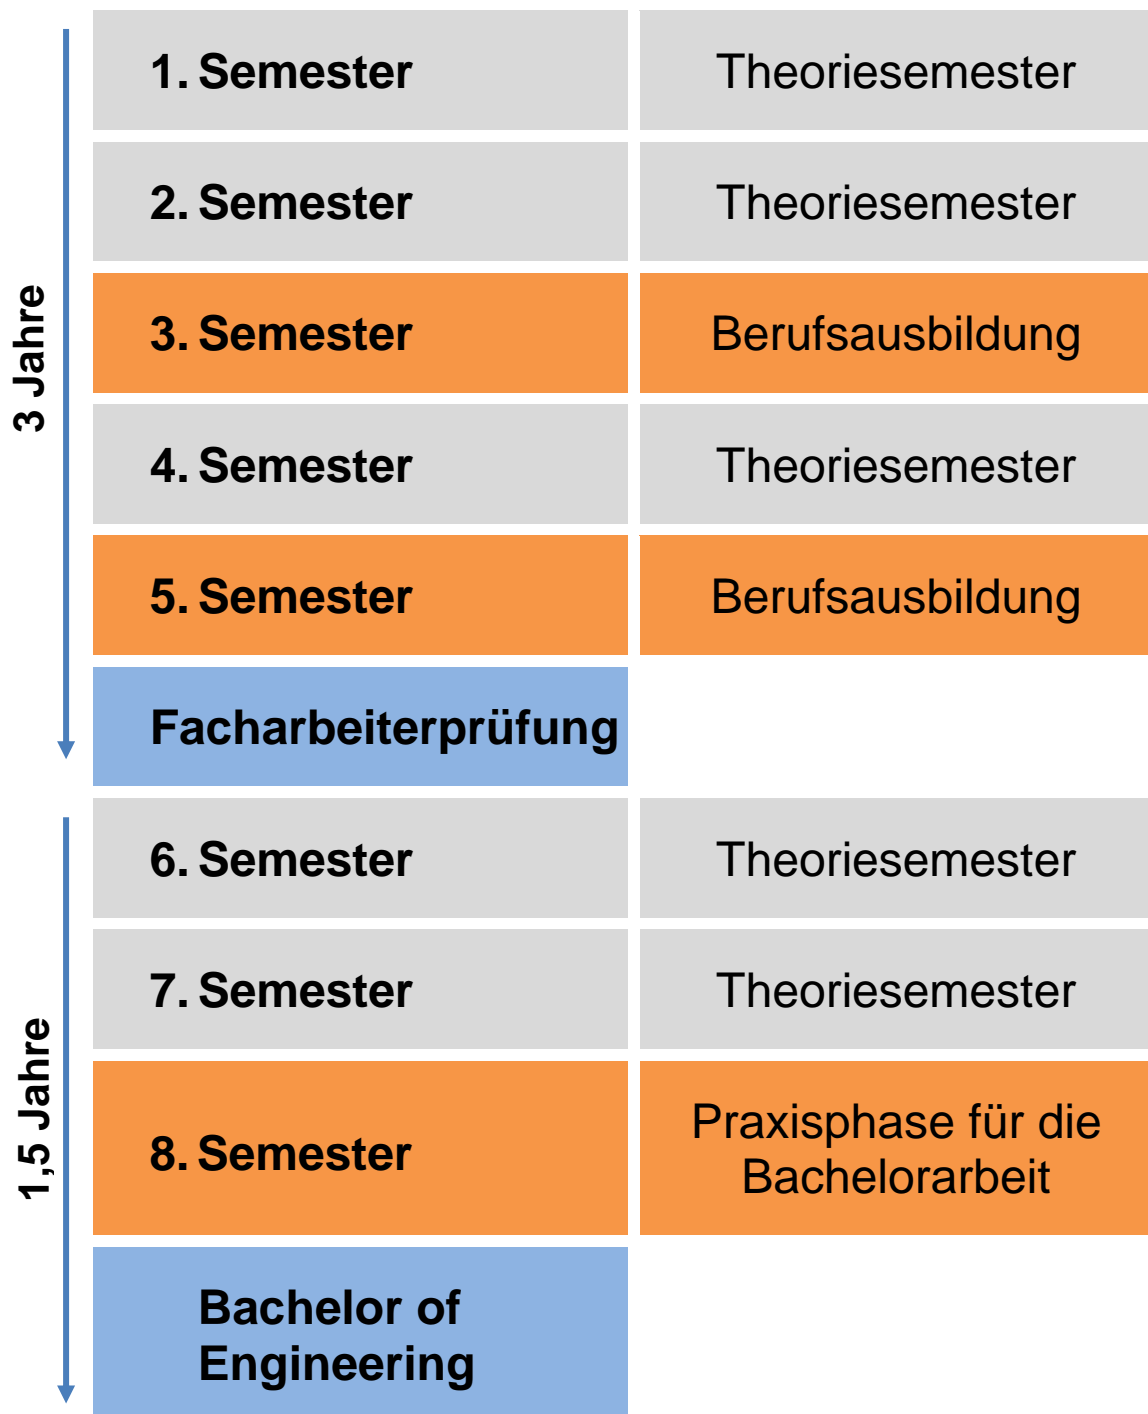 1. Semester
Theoriesemester
2. Semester
Theoriesemester
3. Semester
Berufsausbildung
4. Semester
Theoriesemester
5. Semester
Berufsausbildung
Facharbeiterprüfung
3 Jahre
6. Semester
Theoriesemester
7. Semester
Theoriesemester
8. Semester
Praxisphase für die
Bachelorarbeit
Bachelor of
Engineering
1,5 Jahre